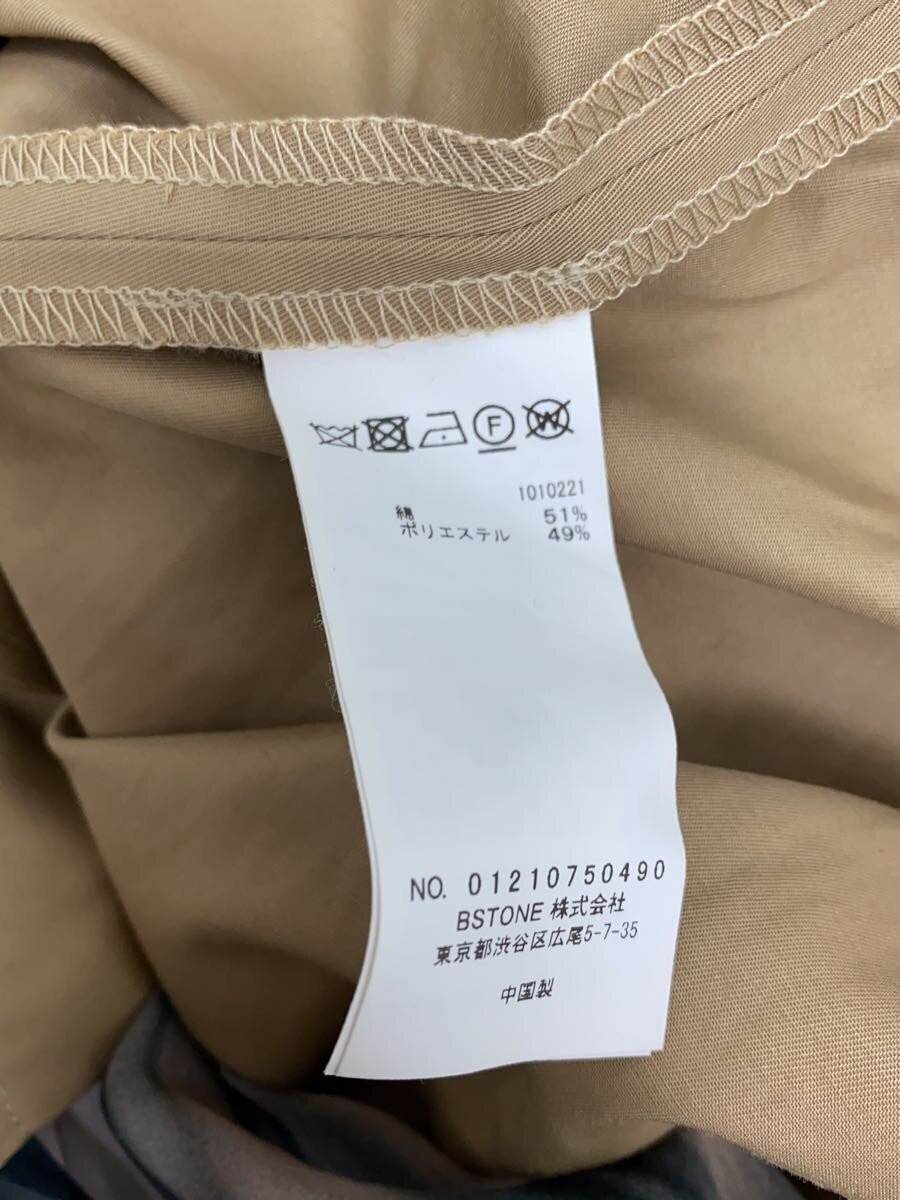 F W
1010221
綿 51%
ポリエステル 49%
NO. 01210750490
BSTONE 株式会社
東京都渋谷区広尾5-7-35
中国製